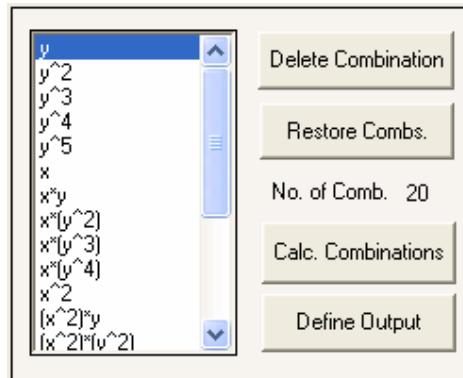 y
y^2
y^3
y^4
y^5
x
x*y
x*(y^2)
x*(y^3)
x*(y^4)
x^2
(x^2)*y
(x^2)*(y^2)
Delete Combination
Restore Combs.
No. of Comb. 20
Calc. Combinations
Define Output